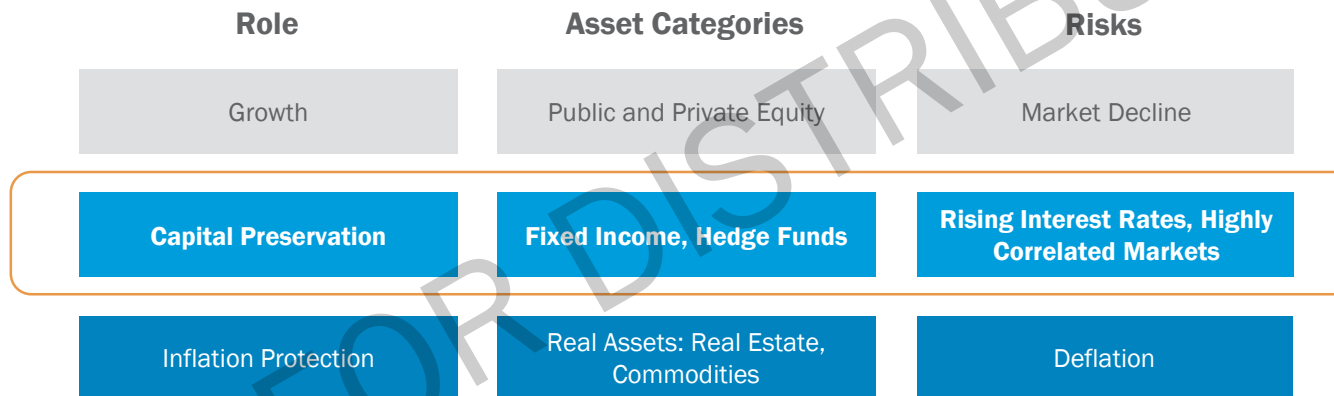 Role
Asset Categories
Risks
Growth
Public and Private Equity
Market Decline
Capital Preservation
Fixed Income, Hedge Funds
Rising Interest Rates, Highly
Correlated Markets
Inflation Protection
Real Assets: Real Estate,
Commodities
Deflation
FOR DISTRIBU